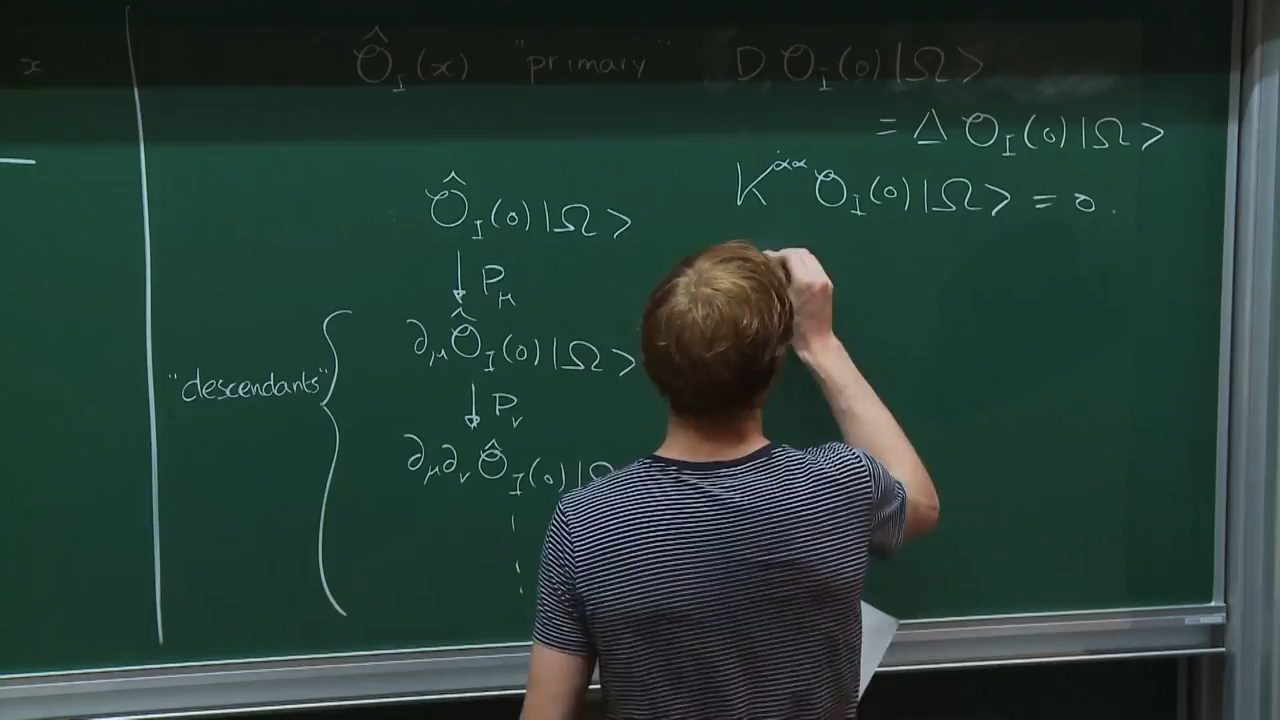 x
Ô_I(x) "primary" D O_I(0)|Ω>
= Δ O_I(0)|Ω>
K^{α̇α} O_I(0)|Ω> = 0.
Ô_I(0)|Ω>
↓ P_μ
∂_μ Ô_I(0)|Ω>
"descendants"
↓ P_ν
∂_μ ∂_ν Ô_I(0)|Ω